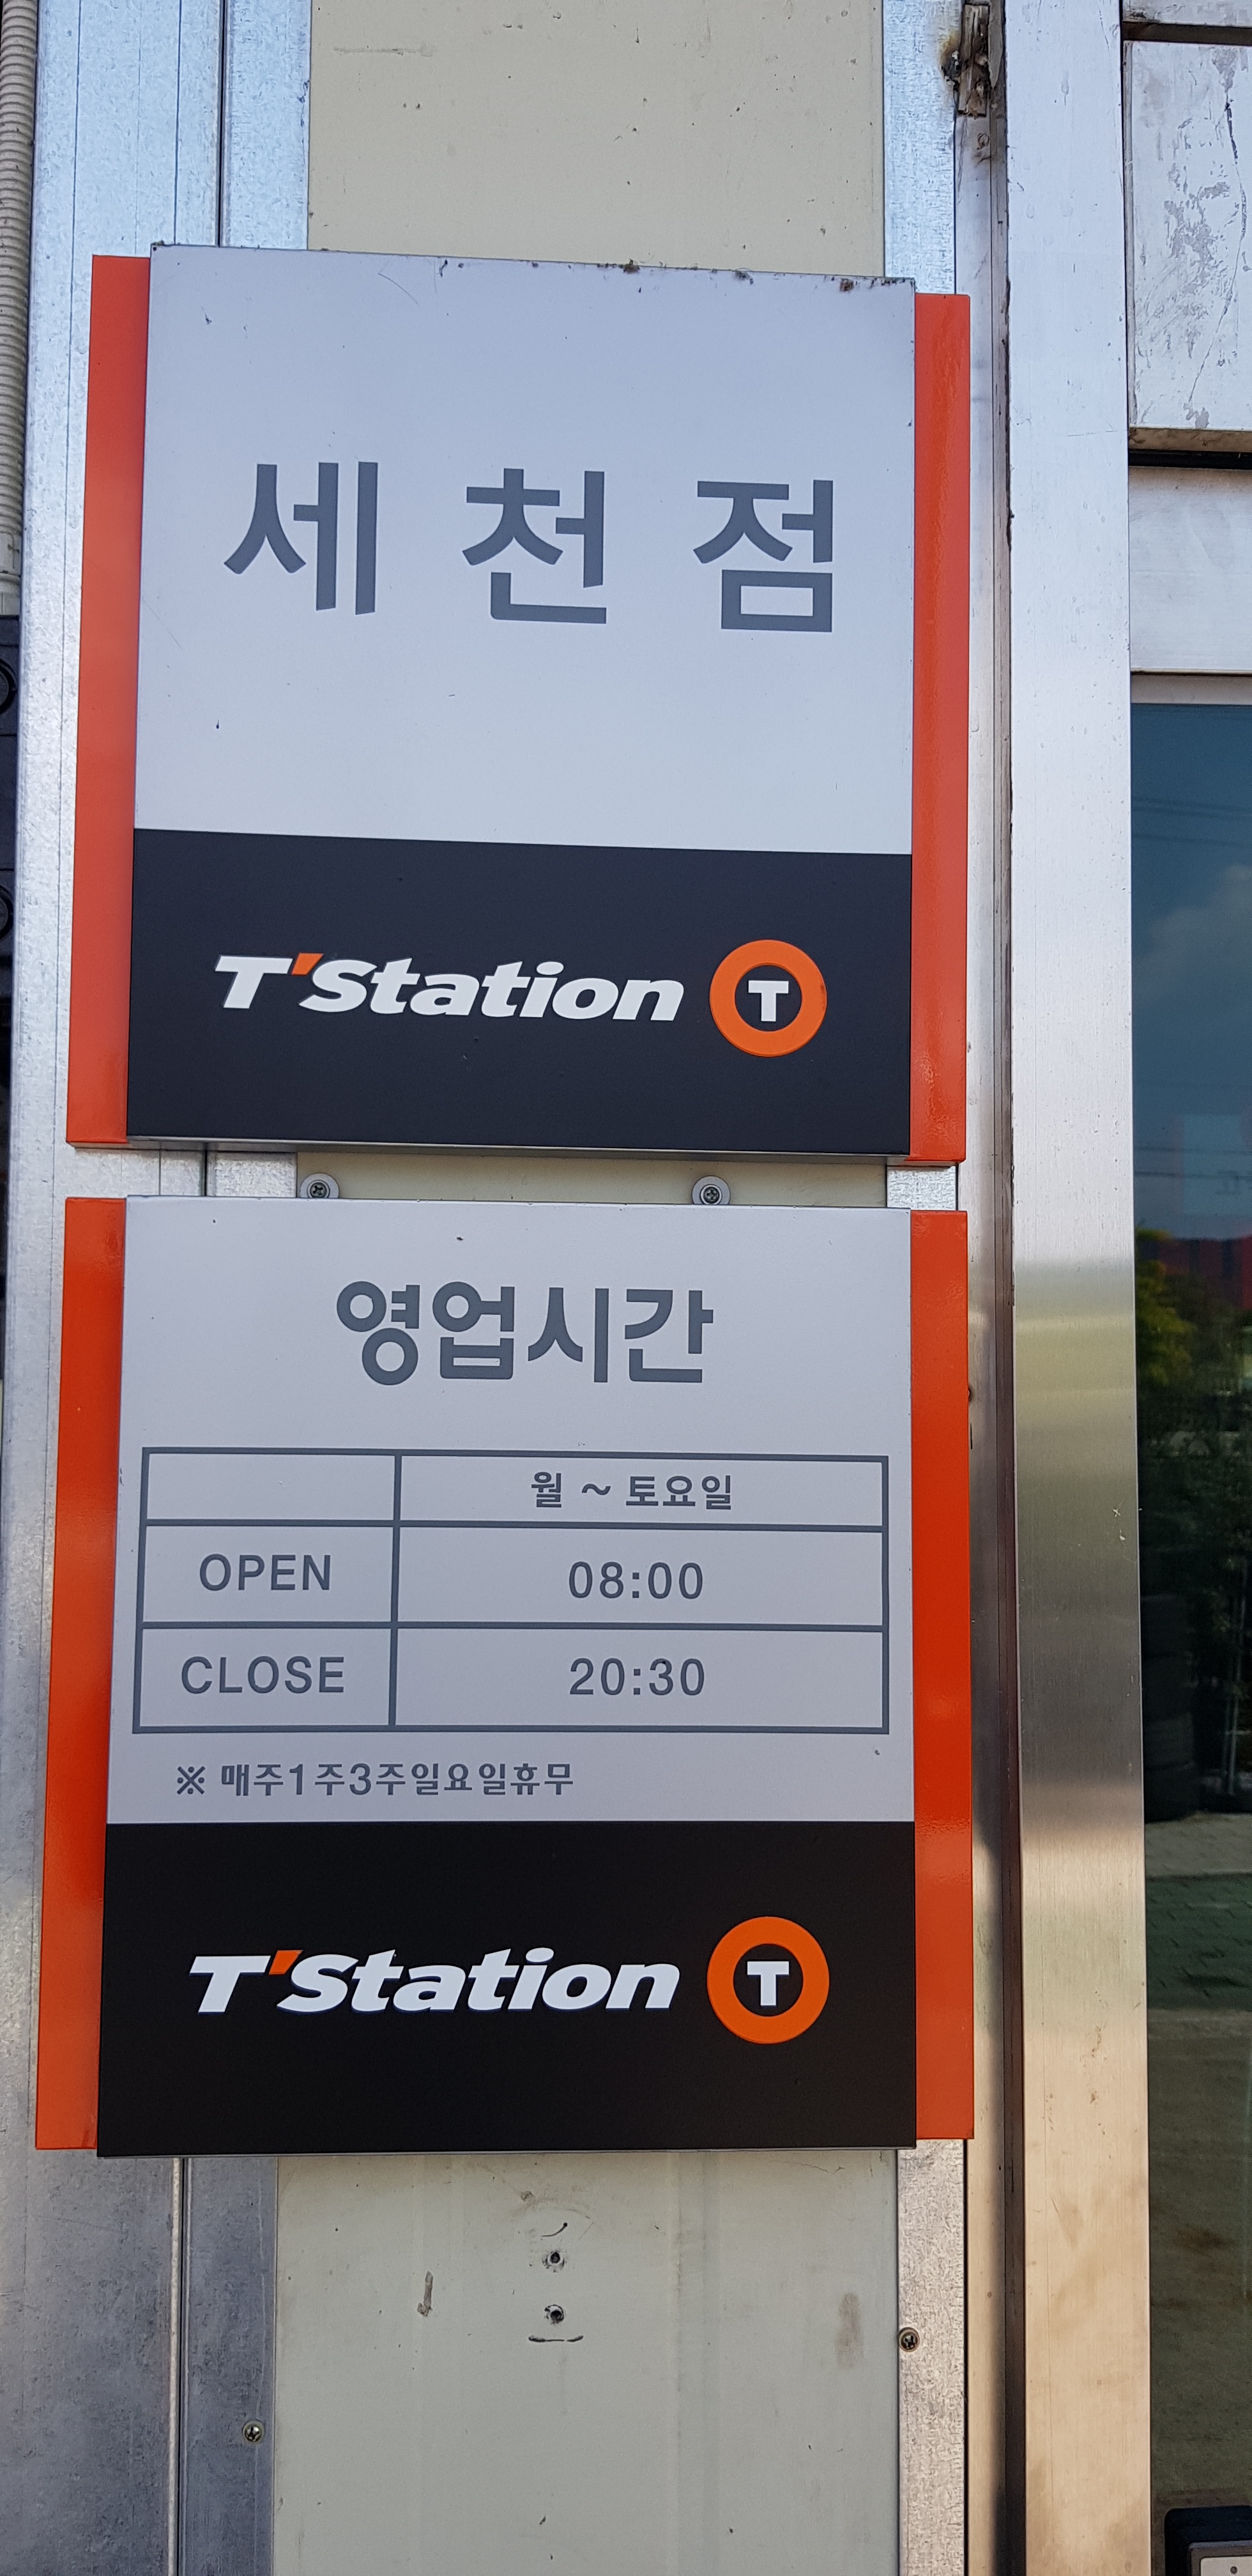 세천점
T'Station T
영업시간
월 ~ 토요일
OPEN 08:00
CLOSE 20:30
※ 매주1주3주일요일휴무
T'Station T